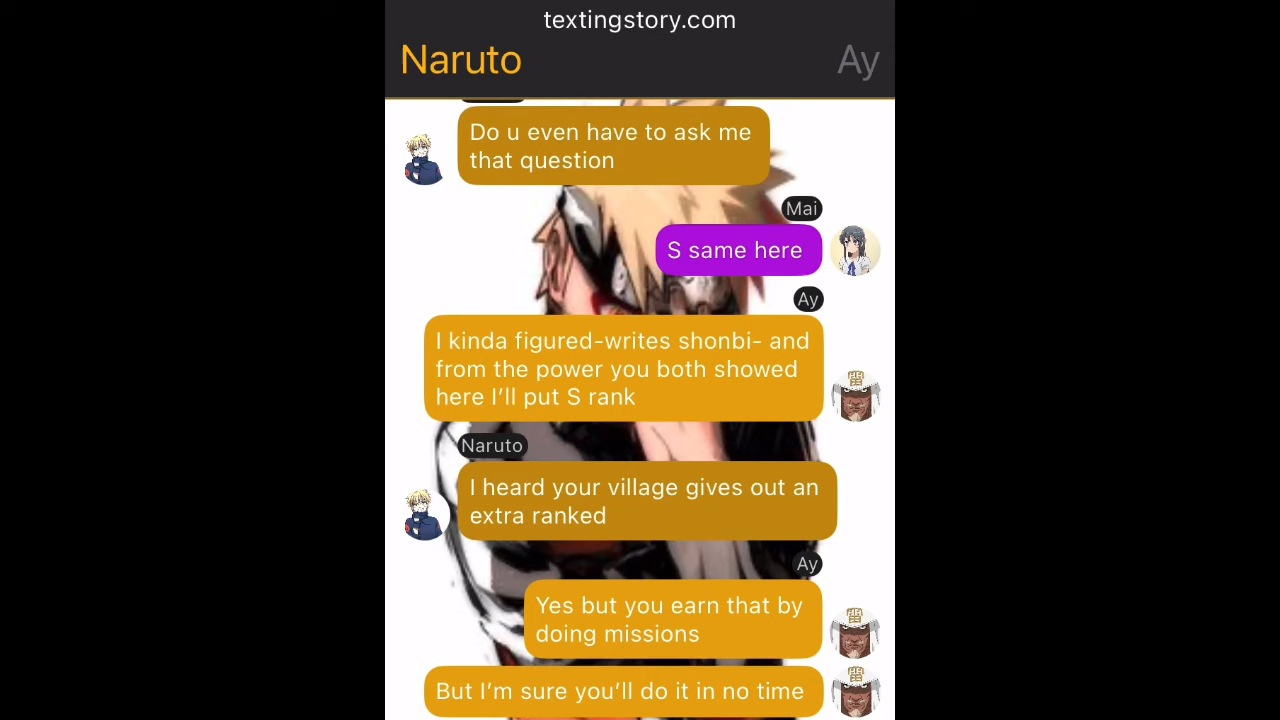 textingstory.com
Naruto
Ay
Do u even have to ask me
that question
Mai
S same here
Ay
I kinda figured-writes shonbi- and
from the power you both showed
here I’ll put S rank
Naruto
I heard your village gives out an
extra ranked
Ay
Yes but you earn that by
doing missions
But I’m sure you’ll do it in no time